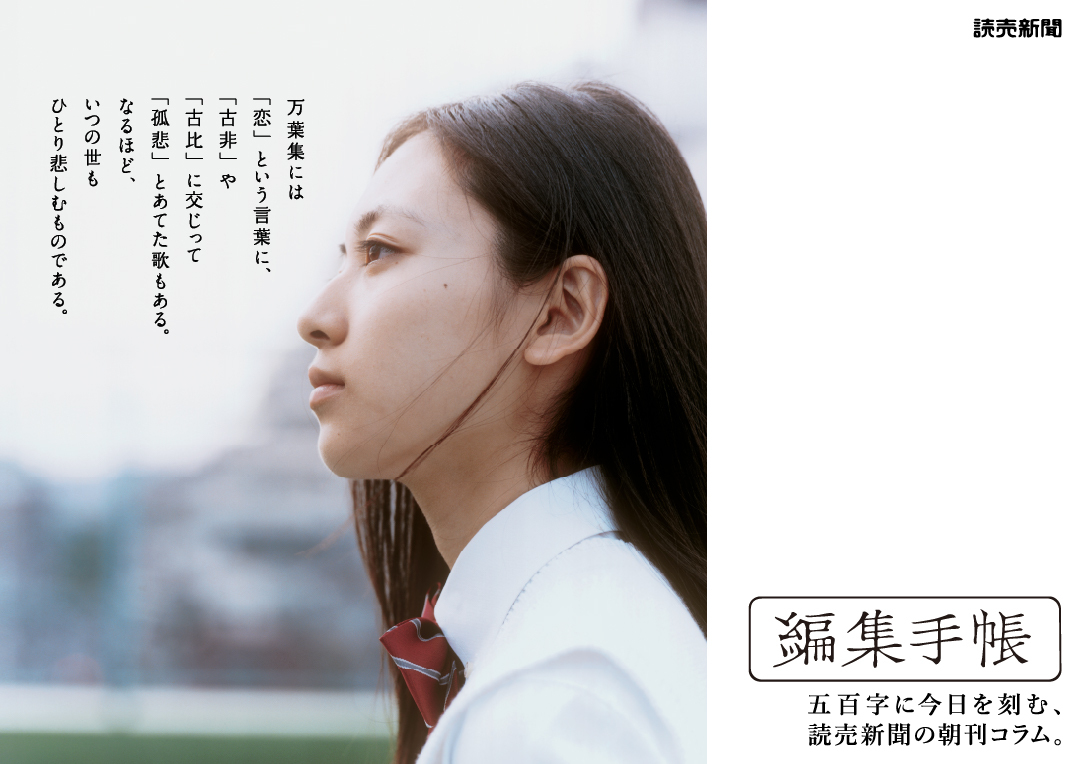 読売新聞
万葉集には
「恋」という言葉に、
「古非」や
「古比」に交じって
「孤悲」とあてた歌もある。
なるほど、
いつの世も
ひとり悲しむものである。
編集手帳
五百字に今日を刻む、
読売新聞の朝刊コラム。